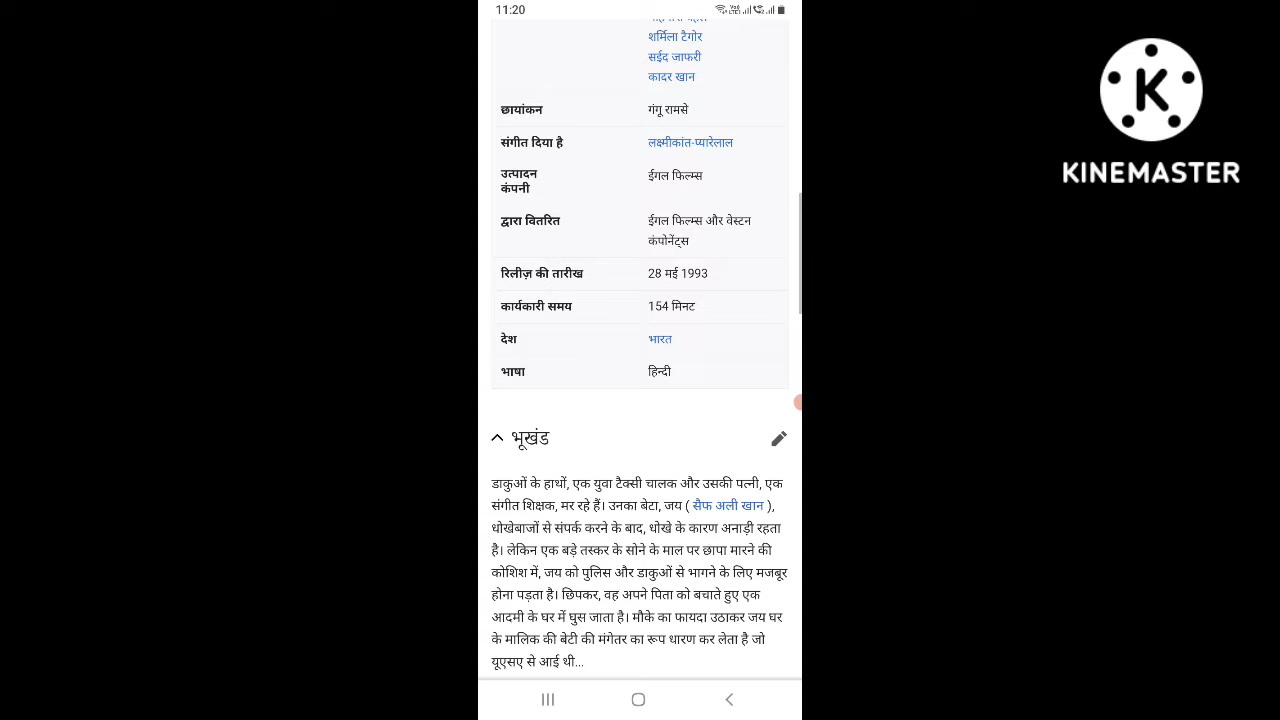 11:20
शर्मिला टैगोर
सईद जाफरी
कादर खान
छायांकन गंगू रामसे
संगीत दिया है लक्ष्मीकांत-प्यारेलाल
उत्पादन
कंपनी
ईगल फिल्म्स
द्वारा वितरित ईगल फिल्म्स और वेस्टन
कंपोनेंट्स
रिलीज़ की तारीख 28 मई 1993
कार्यकारी समय 154 मिनट
देश भारत
भाषा हिन्दी
भूखंड
डाकुओं के हाथों, एक युवा टैक्सी चालक और उसकी पत्नी, एक
संगीत शिक्षक, मर रहे हैं। उनका बेटा, जय ( सैफ अली खान ),
धोखेबाजों से संपर्क करने के बाद, धोखे के कारण अनाड़ी रहता
है। लेकिन एक बड़े तस्कर के सोने के माल पर छापा मारने की
कोशिश में, जय को पुलिस और डाकुओं से भागने के लिए मजबूर
होना पड़ता है। छिपकर, वह अपने पिता को बचाते हुए एक
आदमी के घर में घुस जाता है। मौके का फायदा उठाकर जय घर
के मालिक की बेटी की मंगेतर का रूप धारण कर लेता है जो
यूएसए से आई थी...
KINEMASTER